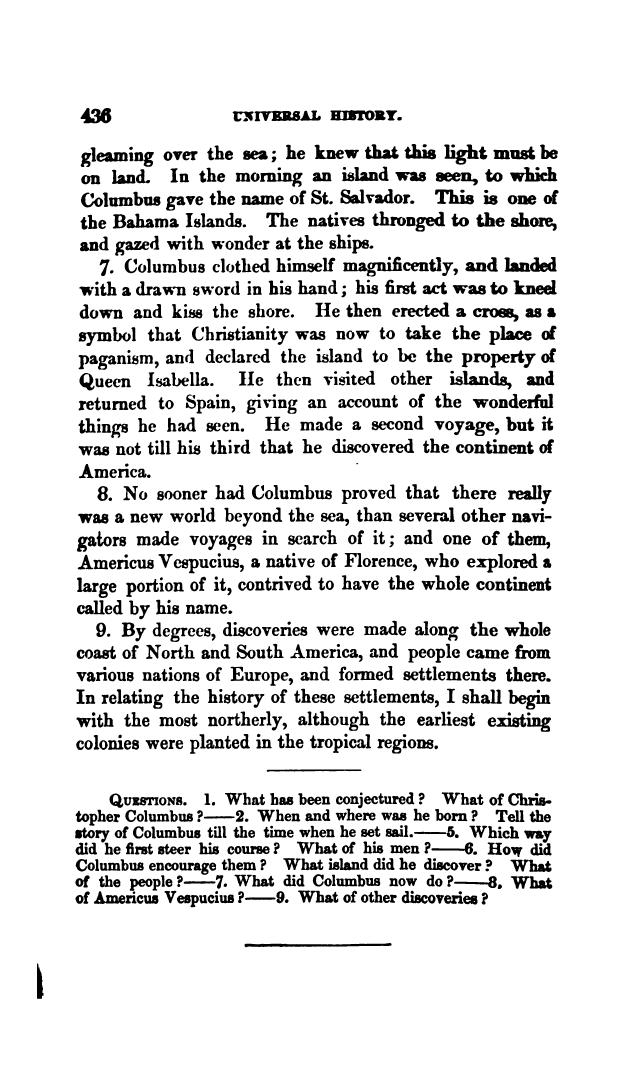 436 UNIVERSAL HISTORY.
gleaming over the sea; he knew that this light must be
on land. In the morning an island was seen, to which
Columbus gave the name of St. Salvador. This is one of
the Bahama Islands. The natives thronged to the shore,
and gazed with wonder at the ships.
7. Columbus clothed himself magnificently, and landed
with a drawn sword in his hand; his first act was to kneel
down and kiss the shore. He then erected a cross, as a
symbol that Christianity was now to take the place of
paganism, and declared the island to be the property of
Queen Isabella. He then visited other islands, and
returned to Spain, giving an account of the wonderful
things he had seen. He made a second voyage, but it
was not till his third that he discovered the continent of
America.
8. No sooner had Columbus proved that there really
was a new world beyond the sea, than several other navi-
gators made voyages in search of it; and one of them,
Americus Vespucius, a native of Florence, who explored a
large portion of it, contrived to have the whole continent
called by his name.
9. By degrees, discoveries were made along the whole
coast of North and South America, and people came from
various nations of Europe, and formed settlements there.
In relating the history of these settlements, I shall begin
with the most northerly, although the earliest existing
colonies were planted in the tropical regions.
QUESTIONS. 1. What has been conjectured? What of Chris-
topher Columbus?——2. When and where was he born? Tell the
story of Columbus till the time when he set sail.——5. Which way
did he first steer his course? What of his men?——6. How did
Columbus encourage them? What island did he discover? What
of the people?——7. What did Columbus now do?——8. What
of Americus Vespucius?——9. What of other discoveries?